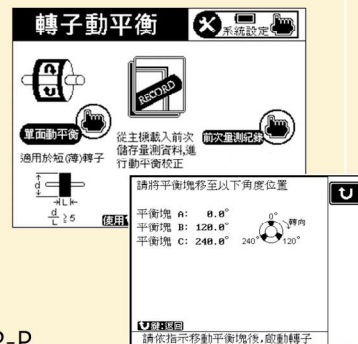 轉子動平衡
系統設定
RECORD
單面動平衡
前次量測紀錄
適用於短(薄)轉子
從主機載入前次
儲存量測資料,進
行動平衡校正
d
L
d/L ≧5
使用
請將平衡塊移至以下角度位置
平衡塊 A: 0.0°
平衡塊 B: 120.0°
平衡塊 C: 240.0°
0°
轉向
240°
120°
鍵:返回
請依指示移動平衡塊後,啟動轉子
2-P